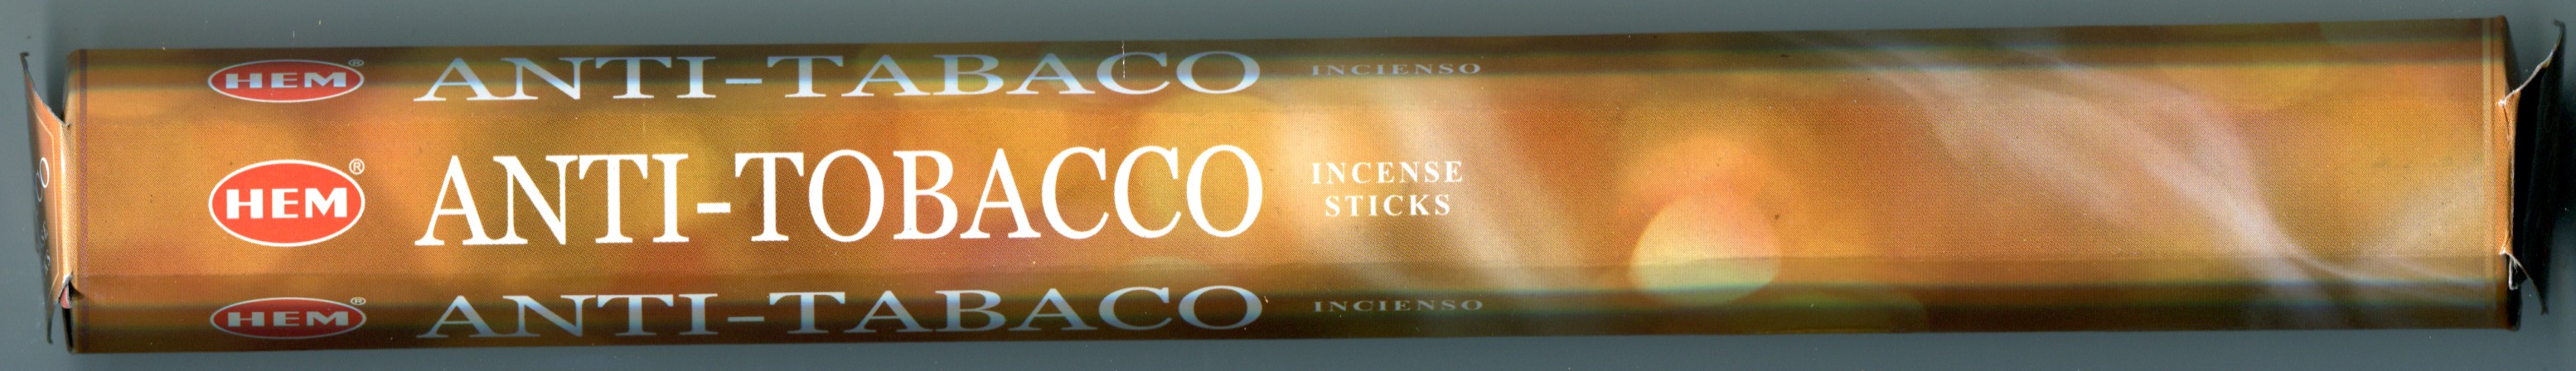 HEM® ANTI-TABACO INCIENSO
HEM® ANTI-TOBACCO INCENSE
STICKS
HEM® ANTI-TABACO INCIENSO